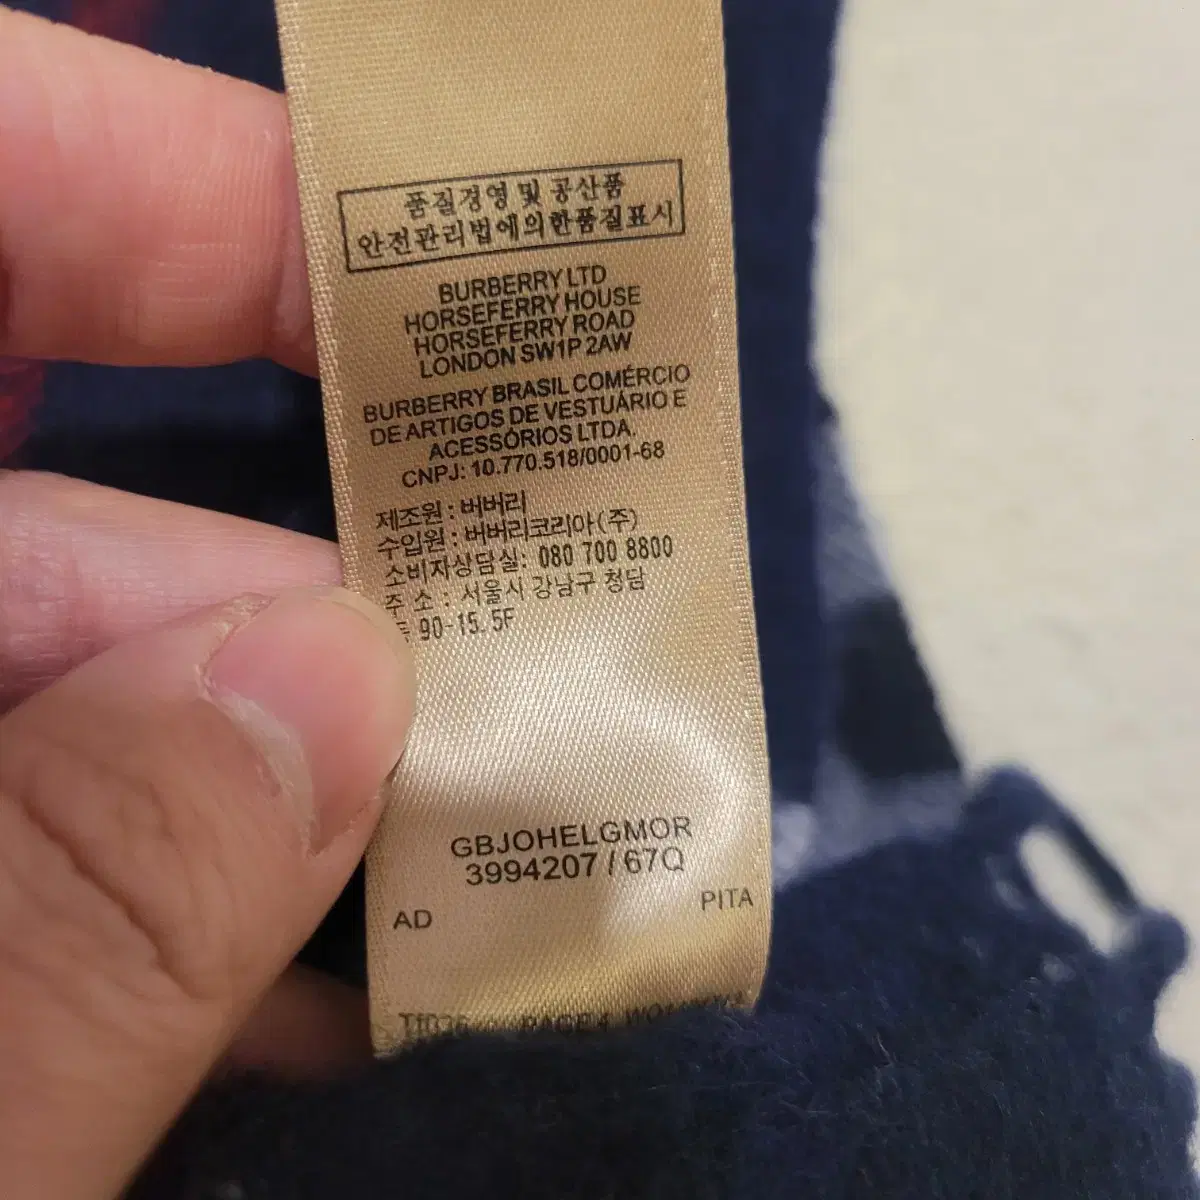 품질경영 및 공산품
안전관리법에의한품질표시
BURBERRY LTD
HORSEFERRY HOUSE
HORSEFERRY ROAD
LONDON SW1P 2AW
BURBERRY BRASIL COMÉRCIO
DE ARTIGOS DE VESTUÁRIO E
ACESSÓRIOS LTDA.
CNPJ: 10.770.518/0001-68
제조원 : 버버리
수입원 : 버버리코리아(주)
소비자상담실: 080 700 8800
주 소 : 서울시 강남구 청담
90-15. 5F
GBJOHELGMOR
3994207 / 67Q
AD PITA
PAGE 4